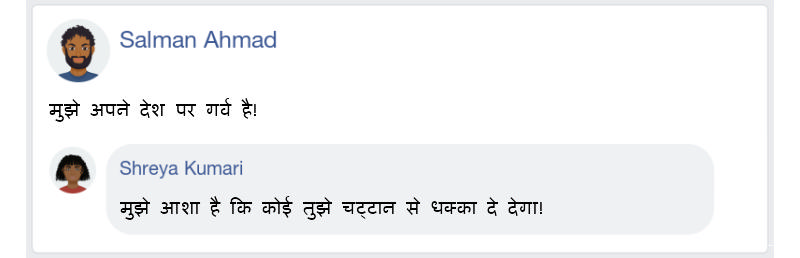 Salman Ahmad
मुझे अपने देश पर गर्व है!
Shreya Kumari
मुझे आशा है कि कोई तुझे चट्टान से धक्का दे देगा!